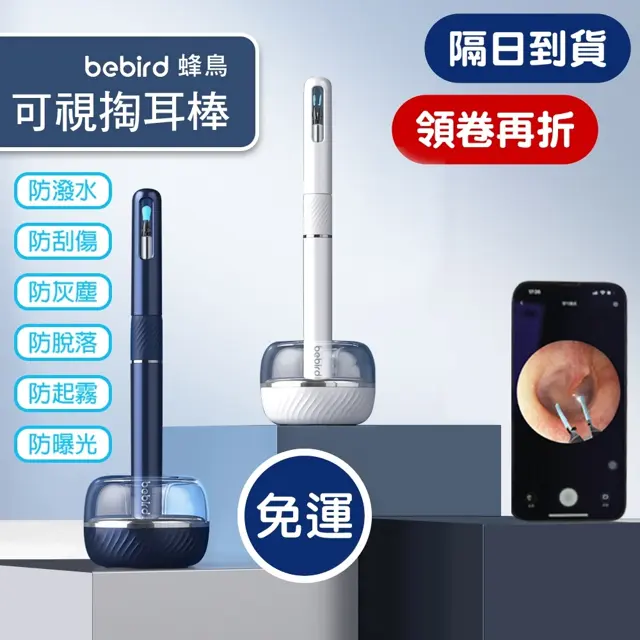 bebird 蜂鳥
可視掏耳棒
隔日到貨
領卷再折
防潑水
防刮傷
防灰塵
防脫落
防起霧
防曝光
bebird
bebird
免運